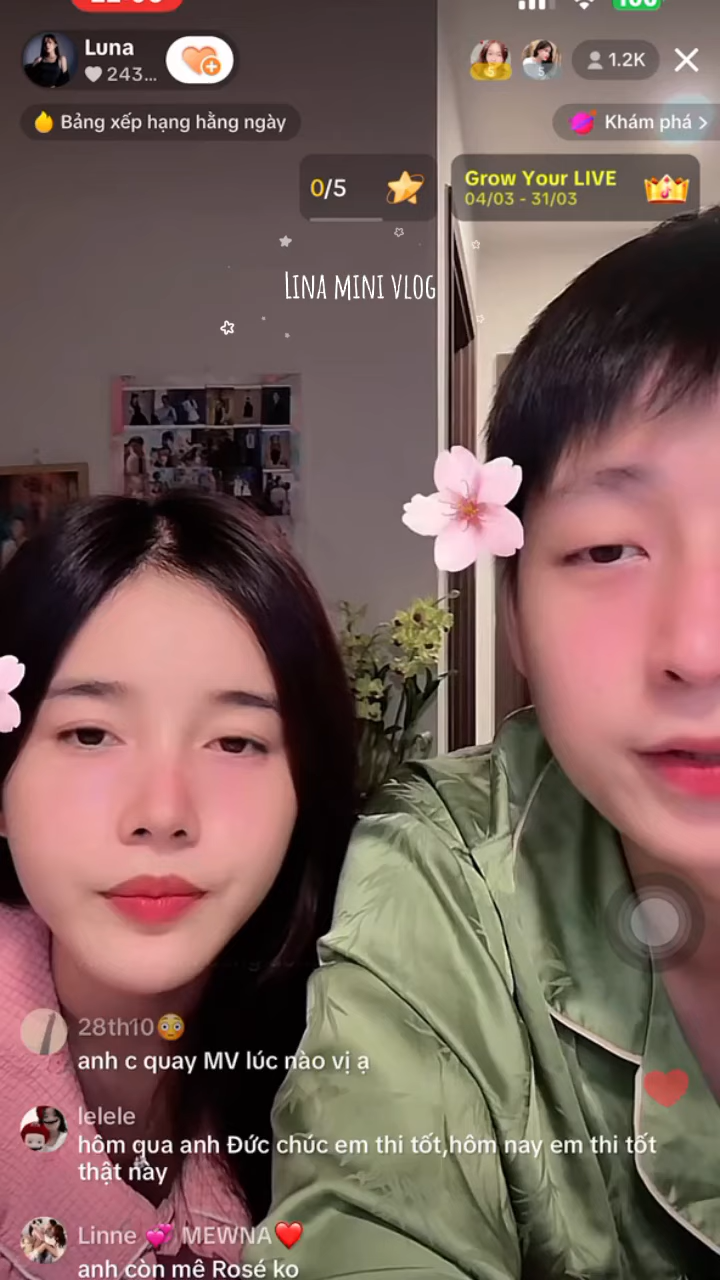 Luna
243...
1.2K
Bảng xếp hạng hằng ngày
Khám phá >
0/5
Grow Your LIVE
04/03 - 31/03
LINA MINI VLOG
28th10😳
anh c quay MV lúc nào vị ạ
lelele
hôm qua anh Đức chúc em thi tốt,hôm nay em thi tốt
thật này
Linne 💞 MEWNA❤️
anh còn mê Rosé ko